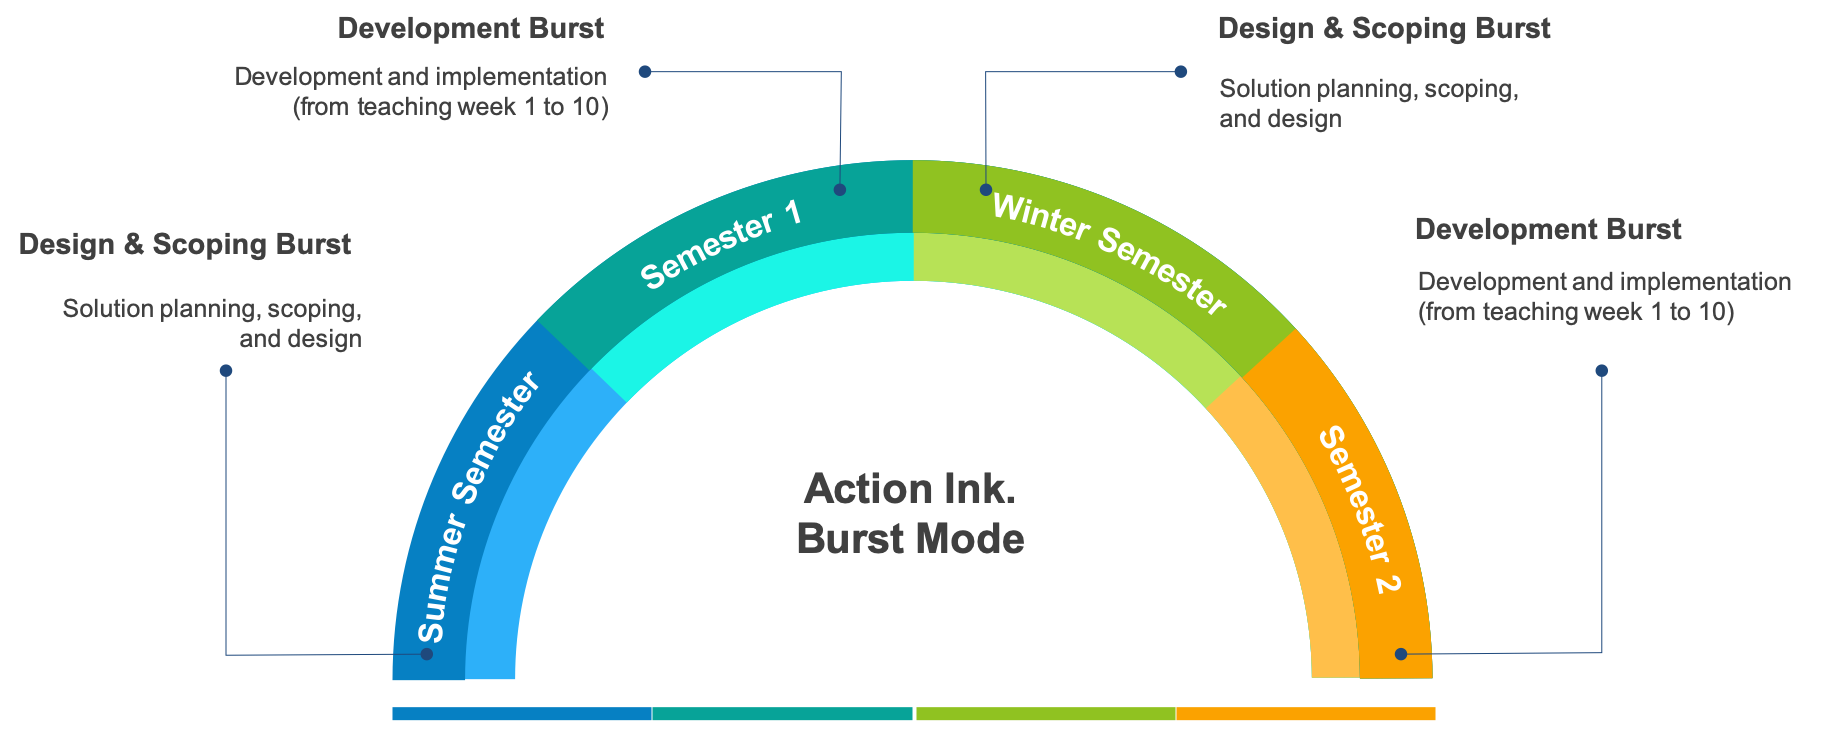 Development Burst
Development and implementation
(from teaching week 1 to 10)
Design & Scoping Burst
Solution planning, scoping,
and design
Design & Scoping Burst
Solution planning, scoping,
and design
Development Burst
Development and implementation
(from teaching week 1 to 10)
Summer Semester
Semester 1
Winter Semester
Semester 2
Action Ink.
Burst Mode